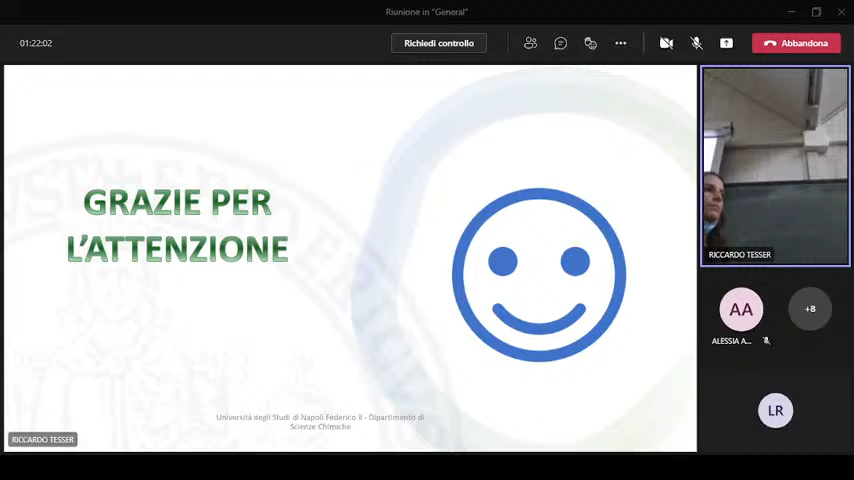 Riunione in "General"
01:22:02
Richiedi controllo
Abbandona
GRAZIE PER
L'ATTENZIONE
Università degli Studi di Napoli Federico II - Dipartimento di
Scienze Chimiche
RICCARDO TESSER
RICCARDO TESSER
AA
+8
ALESSIA A...
LR